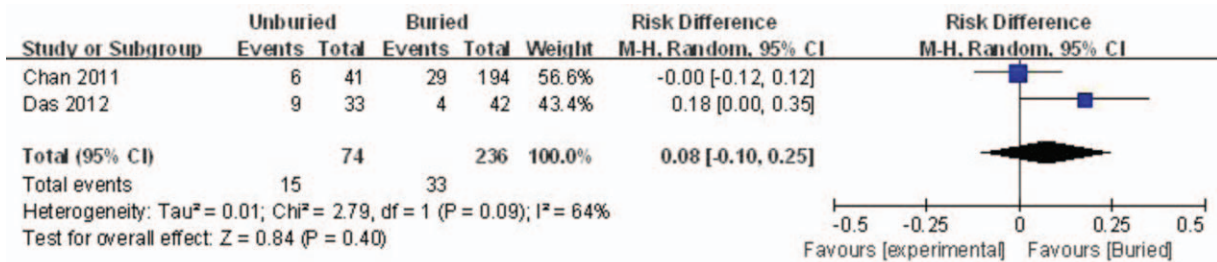 Unburied Buried Risk Difference Risk Difference
Study or Subgroup Events Total Events Total Weight M-H, Random, 95% CI M-H, Random, 95% CI
Chan 2011 6 41 29 194 56.6% -0.00 [-0.12, 0.12]
Das 2012 9 33 4 42 43.4% 0.18 [0.00, 0.35]
Total (95% CI) 74 236 100.0% 0.08 [-0.10, 0.25]
Total events 15 33
Heterogeneity: Tau² = 0.01; Chi² = 2.79, df = 1 (P = 0.09); I² = 64%
Test for overall effect: Z = 0.84 (P = 0.40)
-0.5 -0.25 0 0.25 0.5
Favours [experimental] Favours [Buried]